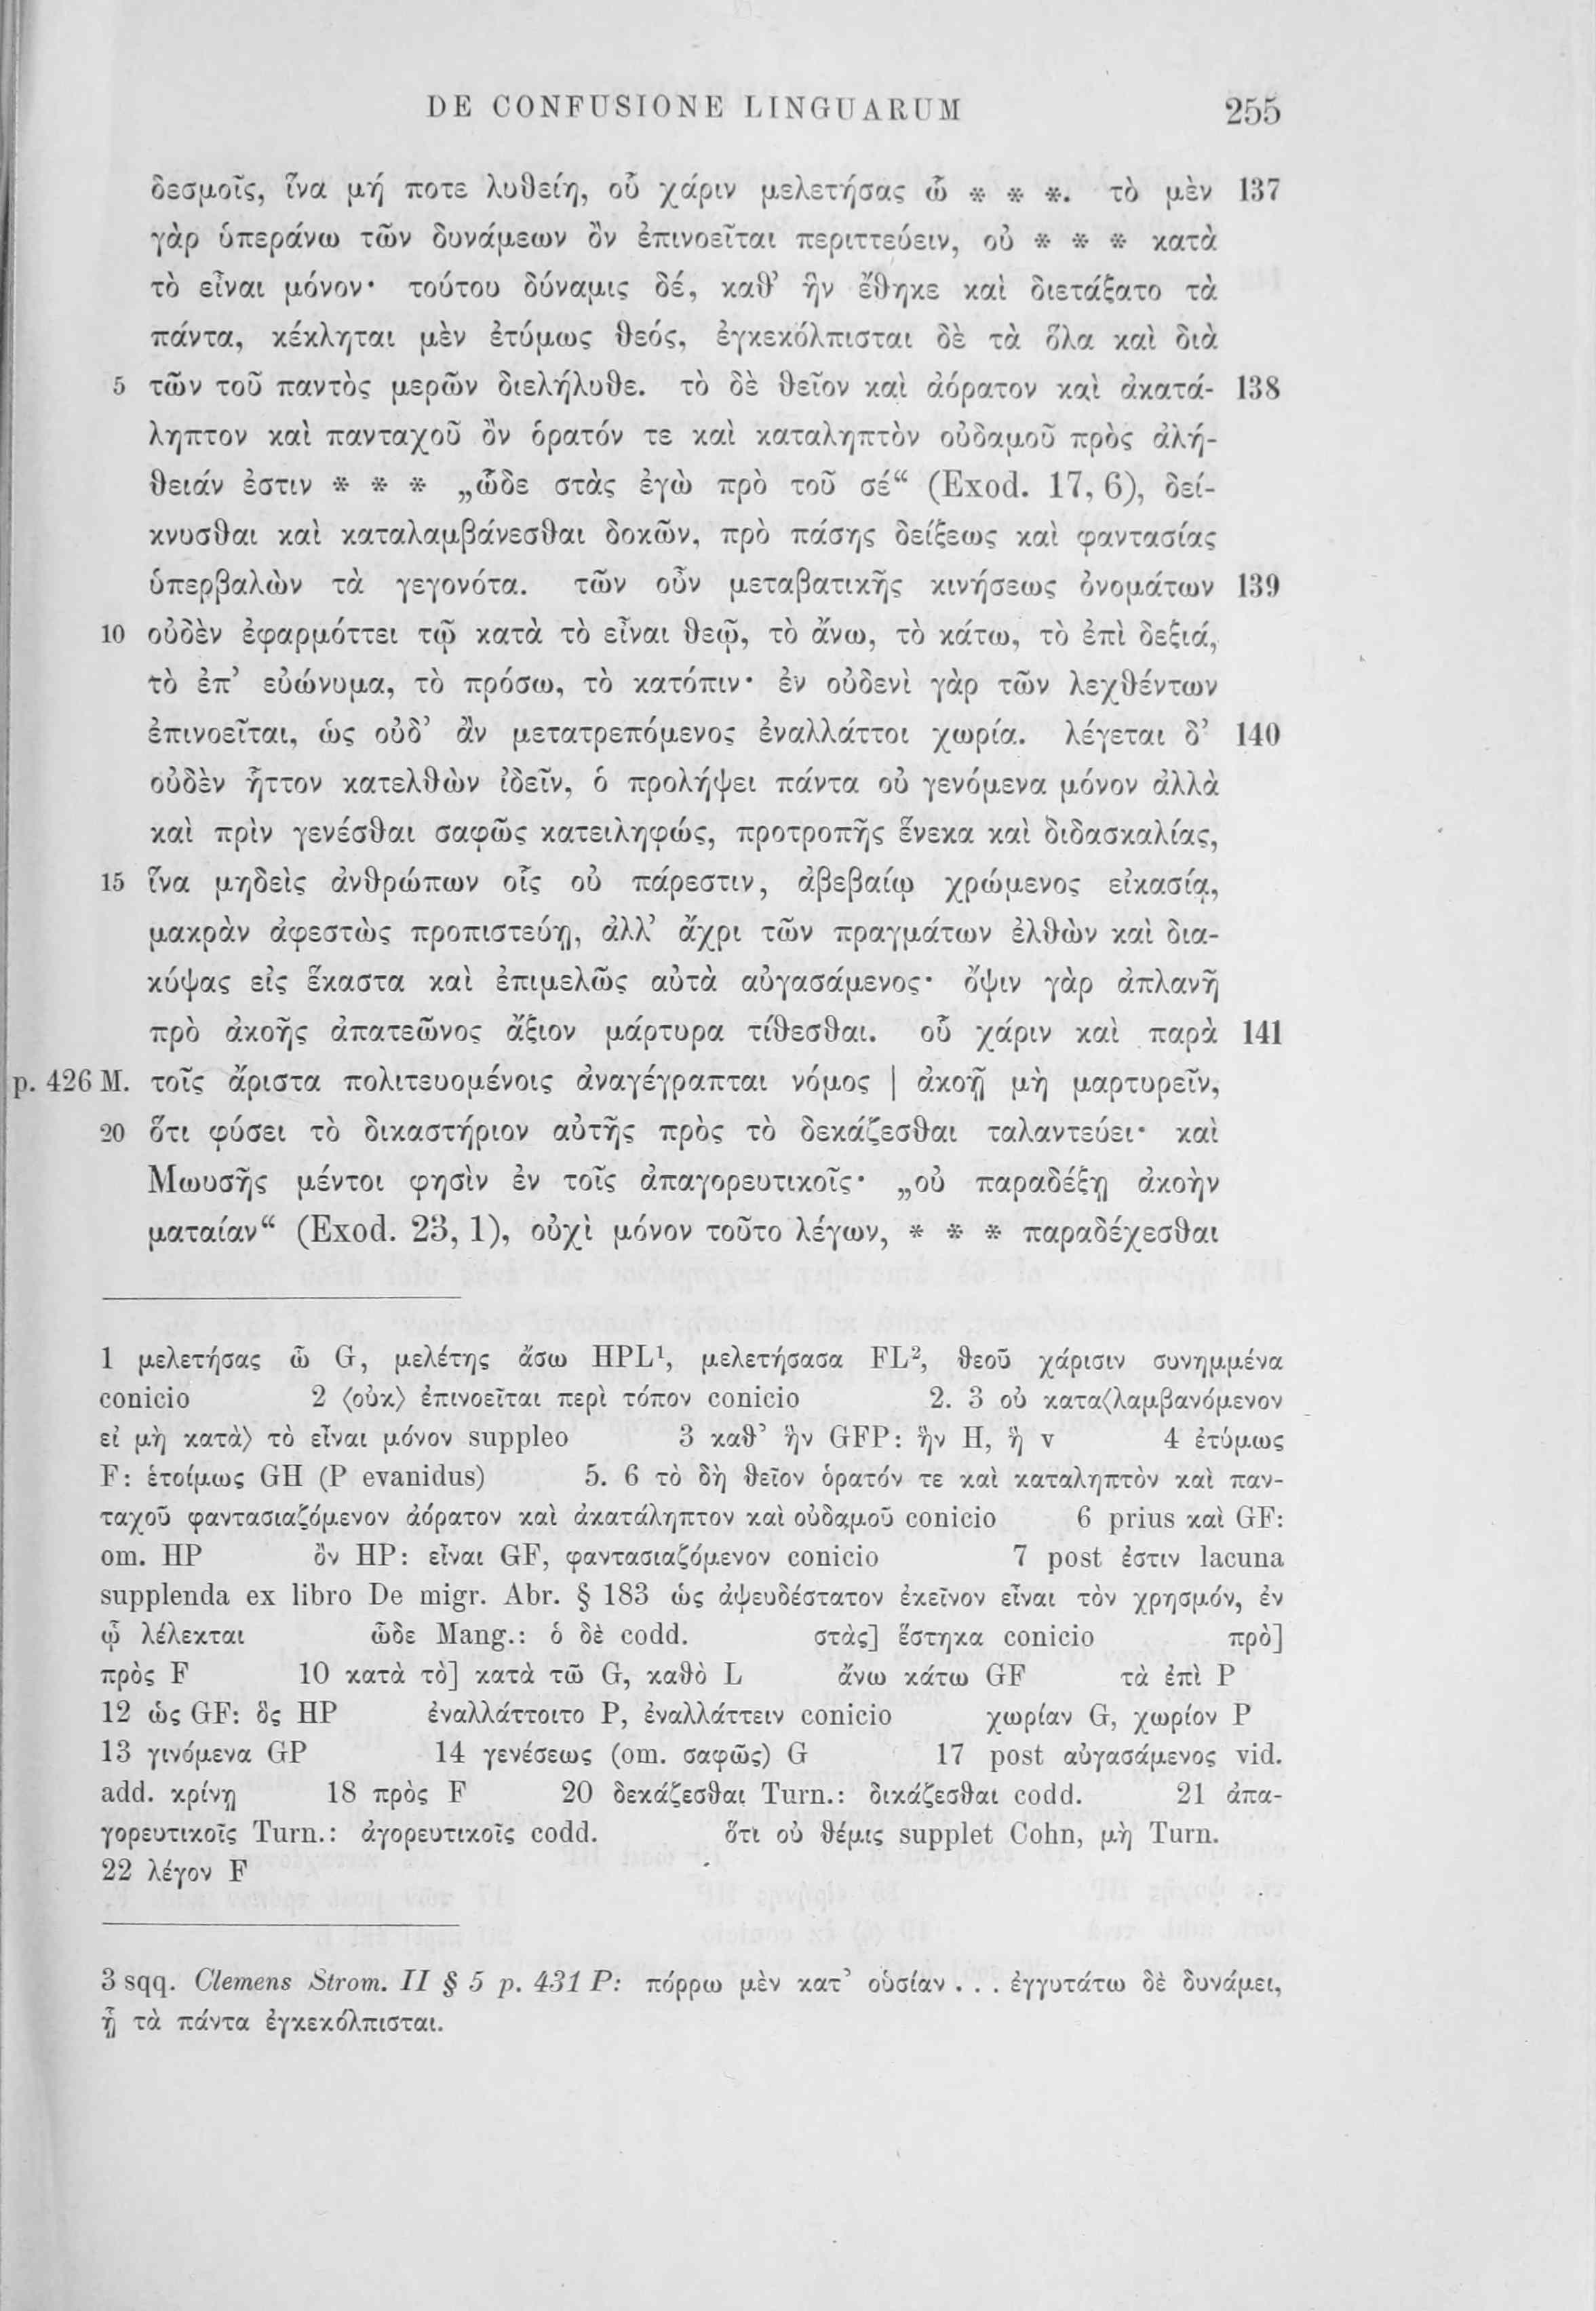 DE CONFUSIONE LINGUARUM 255
δεσμοῖς, ἵνα μή ποτε λυθείη, οὗ χάριν μελετήσας ὦ * * *. τὸ μὲν 137
γὰρ ὑπεράνω τῶν δυνάμεων ὂν ἐπινοεῖται περιττεύειν, οὐ * * * κατὰ
τὸ εἶναι μόνον· τούτου δύναμις δέ, καθ’ ἣν ἔθηκε καὶ διετάξατο τὰ
πάντα, κέκληται μὲν ἐτύμως θεός, ἐγκεκόλπισται δὲ τὰ ὅλα καὶ διὰ
5 τῶν τοῦ παντὸς μερῶν διελήλυθε. τὸ δὲ θεῖον καὶ ἀόρατον καὶ ἀκατά- 138
ληπτον καὶ πανταχοῦ ὂν ὁρατόν τε καὶ καταληπτὸν οὐδαμοῦ πρὸς ἀλή-
θειάν ἐστιν * * * „ὧδε στὰς ἐγὼ πρὸ τοῦ σέ“ (Exod. 17, 6), δεί-
κνυσθαι καὶ καταλαμβάνεσθαι δοκῶν, πρὸ πάσης δείξεως καὶ φαντασίας
ὑπερβαλὼν τὰ γεγονότα. τῶν οὖν μεταβατικῆς κινήσεως ὀνομάτων 139
10 οὐδὲν ἐφαρμόττει τῷ κατὰ τὸ εἶναι θεῷ, τὸ ἄνω, τὸ κάτω, τὸ ἐπὶ δεξιά,
τὸ ἐπ’ εὐώνυμα, τὸ πρόσω, τὸ κατόπιν· ἐν οὐδενὶ γὰρ τῶν λεχθέντων
ἐπινοεῖται, ὡς οὐδ’ ἂν μετατρεπόμενος ἐναλλάττοι χωρία. λέγεται δ’ 140
οὐδὲν ἧττον κατελθὼν ἰδεῖν, ὁ προλήψει πάντα οὐ γενόμενα μόνον ἀλλὰ
καὶ πρὶν γενέσθαι σαφῶς κατειληφώς, προτροπῆς ἕνεκα καὶ διδασκαλίας,
15 ἵνα μηδεὶς ἀνθρώπων οἷς οὐ πάρεστιν, ἀβεβαίῳ χρώμενος εἰκασίᾳ,
μακρὰν ἀφεστὼς προπιστεύῃ, ἀλλ’ ἄχρι τῶν πραγμάτων ἐλθὼν καὶ δια-
κύψας εἰς ἕκαστα καὶ ἐπιμελῶς αὐτὰ αὐγασάμενος· ὄψιν γὰρ ἀπλανῆ
πρὸ ἀκοῆς ἀπατεῶνος ἄξιον μάρτυρα τίθεσθαι. οὗ χάριν καὶ παρὰ 141
p. 426 M. τοῖς ἄριστα πολιτευομένοις ἀναγέγραπται νόμος | ἀκοῇ μὴ μαρτυρεῖν,
20 ὅτι φύσει τὸ δικαστήριον αὐτῆς πρὸς τὸ δεκάζεσθαι ταλαντεύει· καὶ
Μωυσῆς μέντοι φησὶν ἐν τοῖς ἀπαγορευτικοῖς· „οὐ παραδέξῃ ἀκοὴν
ματαίαν“ (Exod. 23, 1), οὐχὶ μόνον τοῦτο λέγων, * * * παραδέχεσθαι
1 μελετήσας ὦ G, μελέτης ἄσω HPL¹, μελετήσασα FL², θεοῦ χάρισιν συνημμένα
conicio 2 ⟨οὐκ⟩ ἐπινοεῖται περὶ τόπον conicio 2. 3 οὐ κατα⟨λαμβανόμενον
εἰ μὴ κατὰ⟩ τὸ εἶναι μόνον suppleo 3 καθ’ ἣν GFP: ἣν H, ἢ v 4 ἐτύμως
F: ἑτοίμως GH (P evanidus) 5. 6 τὸ δὴ θεῖον ὁρατόν τε καὶ καταληπτὸν καὶ παν-
ταχοῦ φαντασιαζόμενον ἀόρατον καὶ ἀκατάληπτον καὶ οὐδαμοῦ conicio 6 prius καὶ GF:
om. HP ὂν HP: εἶναι GF, φαντασιαζόμενον conicio 7 post ἐστιν lacuna
supplenda ex libro De migr. Abr. § 183 ὡς ἀψευδέστατον ἐκεῖνον εἶναι τὸν χρησμόν, ἐν
ᾧ λέλεκται ὧδε Mang.: ὁ δὲ codd. στὰς] ἕστηκα conicio πρὸ]
πρὸς F 10 κατὰ τὸ] κατὰ τῶ G, καθὸ L ἄνω κάτω GF τὰ ἐπὶ P
12 ὡς GF: ὃς HP ἐναλλάττοιτο P, ἐναλλάττειν conicio χωρίαν G, χωρίον P
13 γινόμενα GP 14 γενέσεως (om. σαφῶς) G 17 post αὐγασάμενος vid.
add. κρίνῃ 18 πρὸς F 20 δεκάζεσθαι Turn.: δικάζεσθαι codd. 21 ἀπα-
γορευτικοῖς Turn.: ἀγορευτικοῖς codd. ὅτι οὐ θέμις supplet Cohn, μὴ Turn.
22 λέγον F
3 sqq. Clemens Strom. II § 5 p. 431 P: πόρρω μὲν κατ’ οὐσίαν . . . ἐγγυτάτω δὲ δυνάμει,
ᾗ τὰ πάντα ἐγκεκόλπισται.